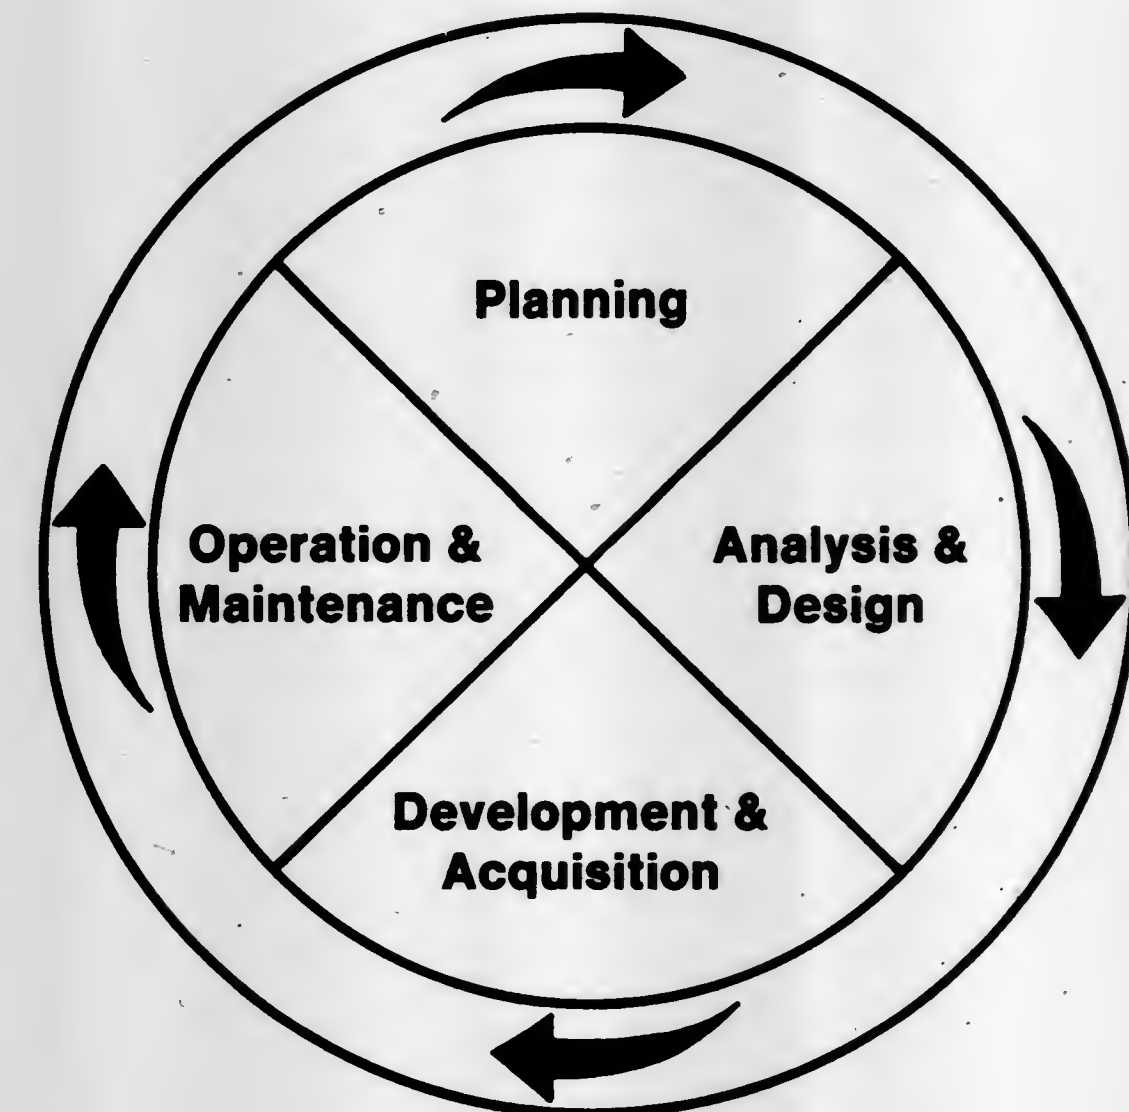 Planning
Analysis &
Design
Development &
Acquisition
Operation &
Maintenance